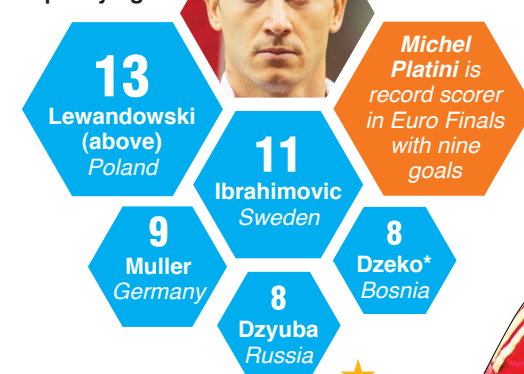 13
Lewandowski
(above)
Poland
Michel
Platini is
record scorer
in Euro Finals
with nine
goals
11
Ibrahimovic
Sweden
9
Muller
Germany
8
Dzeko*
Bosnia
8
Dzyuba
Russia